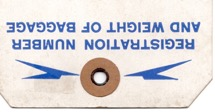 REGISTRATION NUMBER
AND WEIGHT OF BAGGAGE